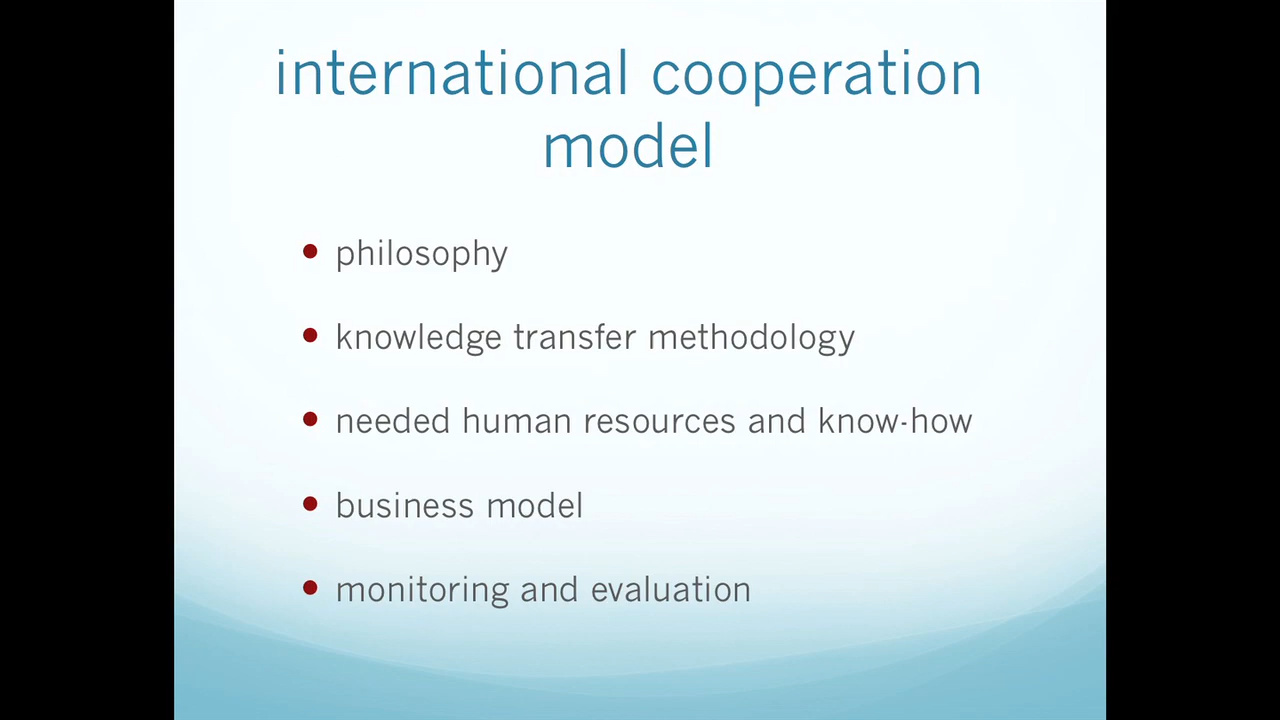 international cooperation
model
• philosophy
• knowledge transfer methodology
• needed human resources and know-how
• business model
• monitoring and evaluation